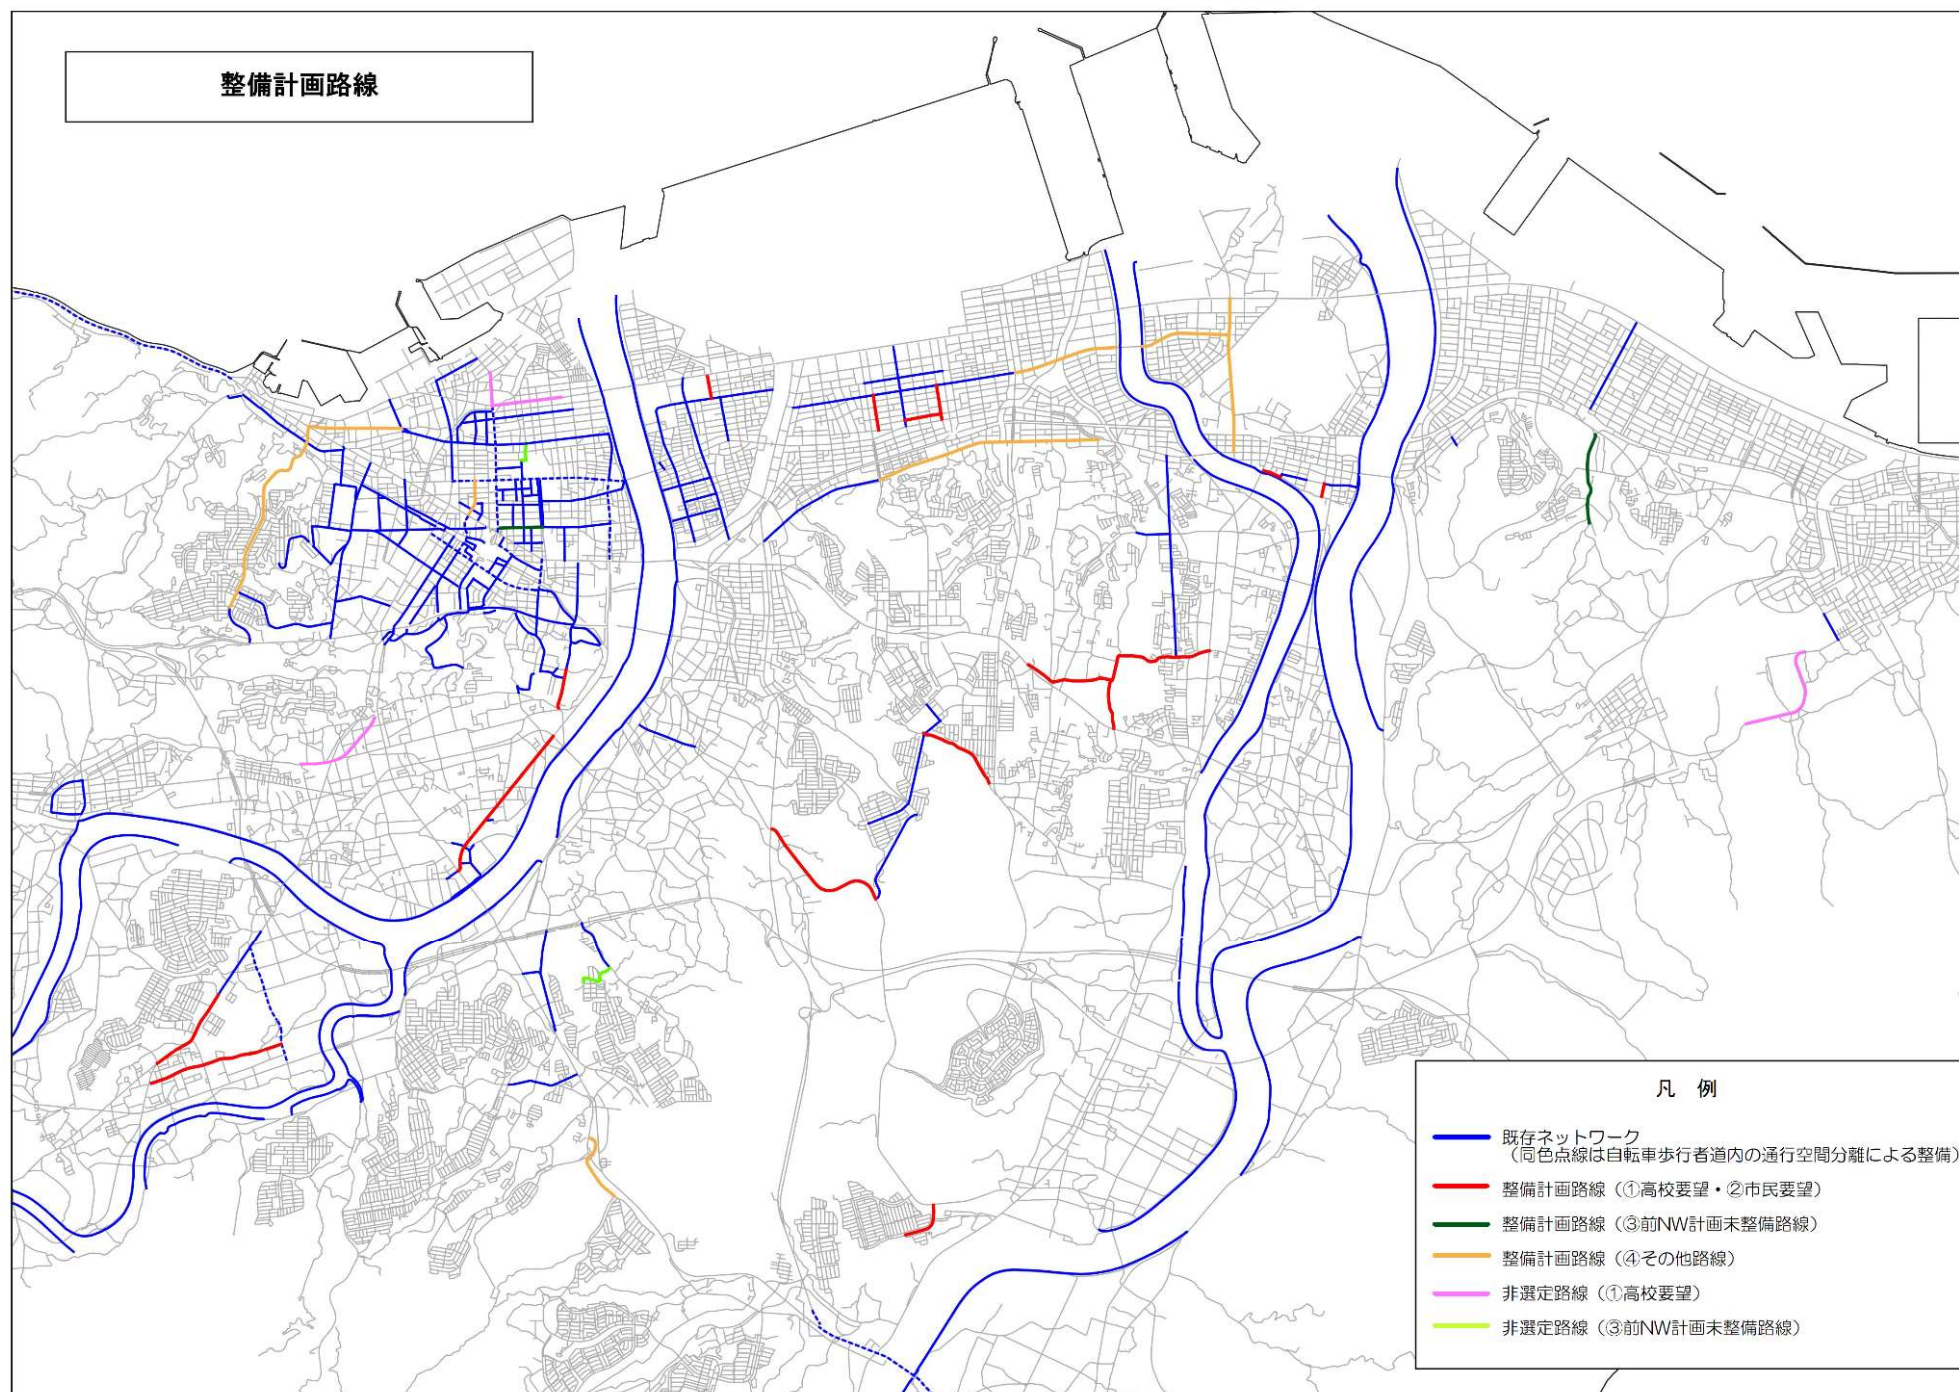 整備計画路線
凡 例
既存ネットワーク
（同色点線は自転車歩行者道内の通行空間分離による整備）
整備計画路線（①高校要望・②市民要望）
整備計画路線（③前NW計画未整備路線）
整備計画路線（④その他路線）
非選定路線（①高校要望）
非選定路線（③前NW計画未整備路線）